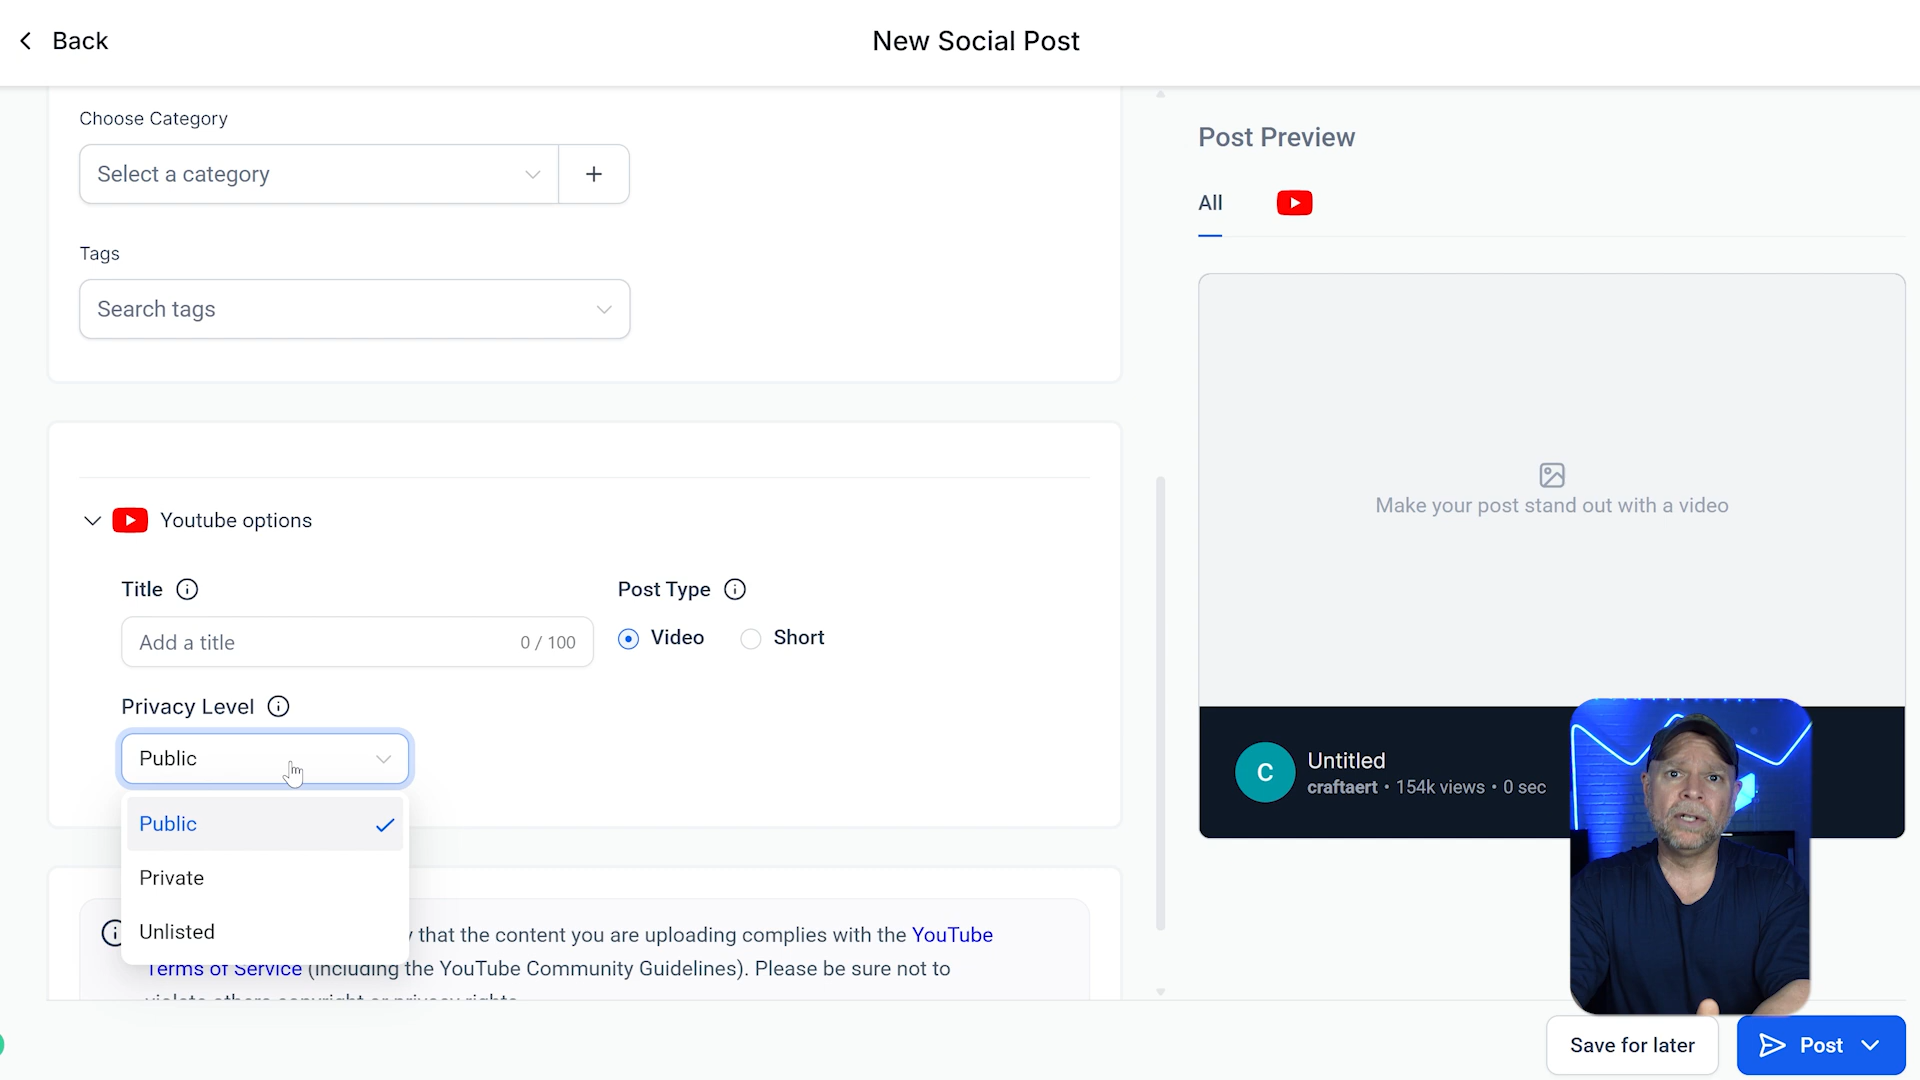 Back
New Social Post
Choose Category
Select a category
Tags
Search tags
Youtube options
Title
Post Type
Add a title
0 / 100
Video
Short
Privacy Level
Public
Public
Private
Unlisted
that the content you are uploading complies with the YouTube
Terms of Service (including the YouTube Community Guidelines). Please be sure not to
Post Preview
All
Make your post stand out with a video
C
Untitled
craftaert • 154k views • 0 sec
Save for later
Post